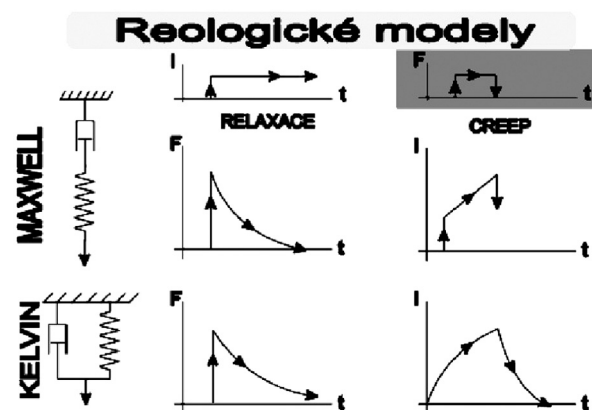 Reologické modely
I
t
F
t
RELAXACE
CREEP
MAXWELL
F
t
I
t
KELVIN
F
t
I
t